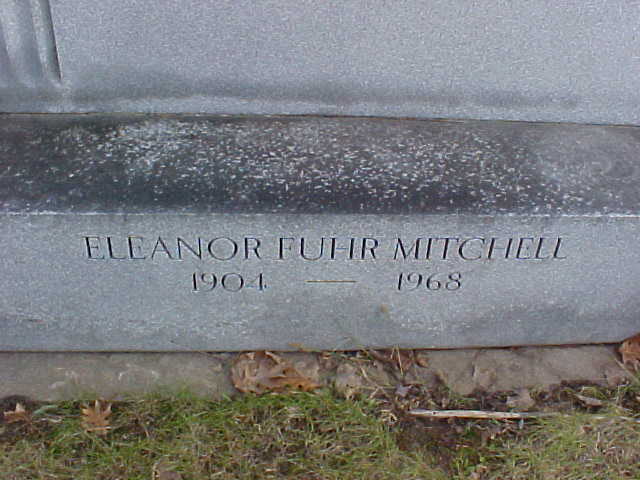 ELEANOR FUHR MITCHELL
1904 — 1968